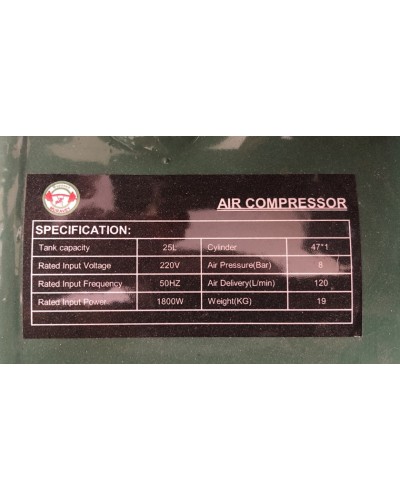 AIR COMPRESSOR
SPECIFICATION:
Tank capacity 25L Cylinder 47*1
Rated Input Voltage 220V Air Pressure(Bar) 8
Rated Input Frequency 50HZ Air Delivery(L/min) 120
Rated Input Power 1800W Weight(KG) 19